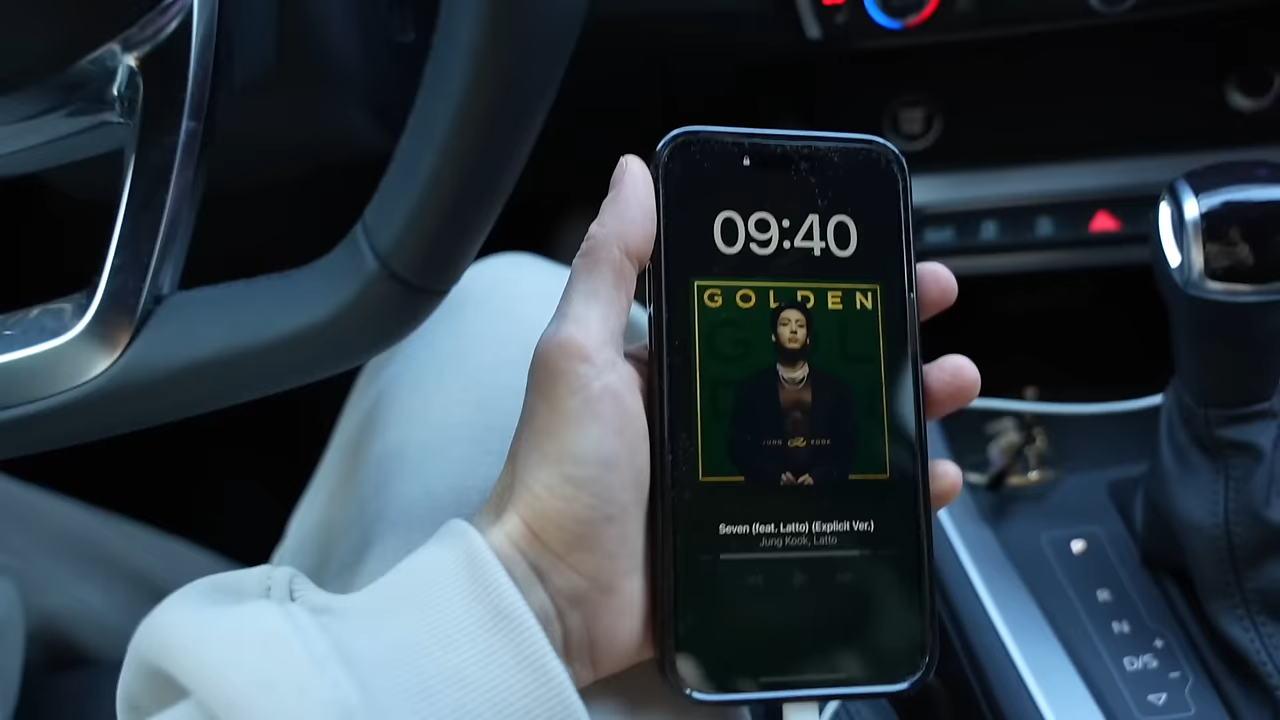 09:40
GOLDEN
JUNG KOOK
Seven (feat. Latto) (Explicit Ver.)
Jung Kook, Latto
P
R
N
D/S
+
-